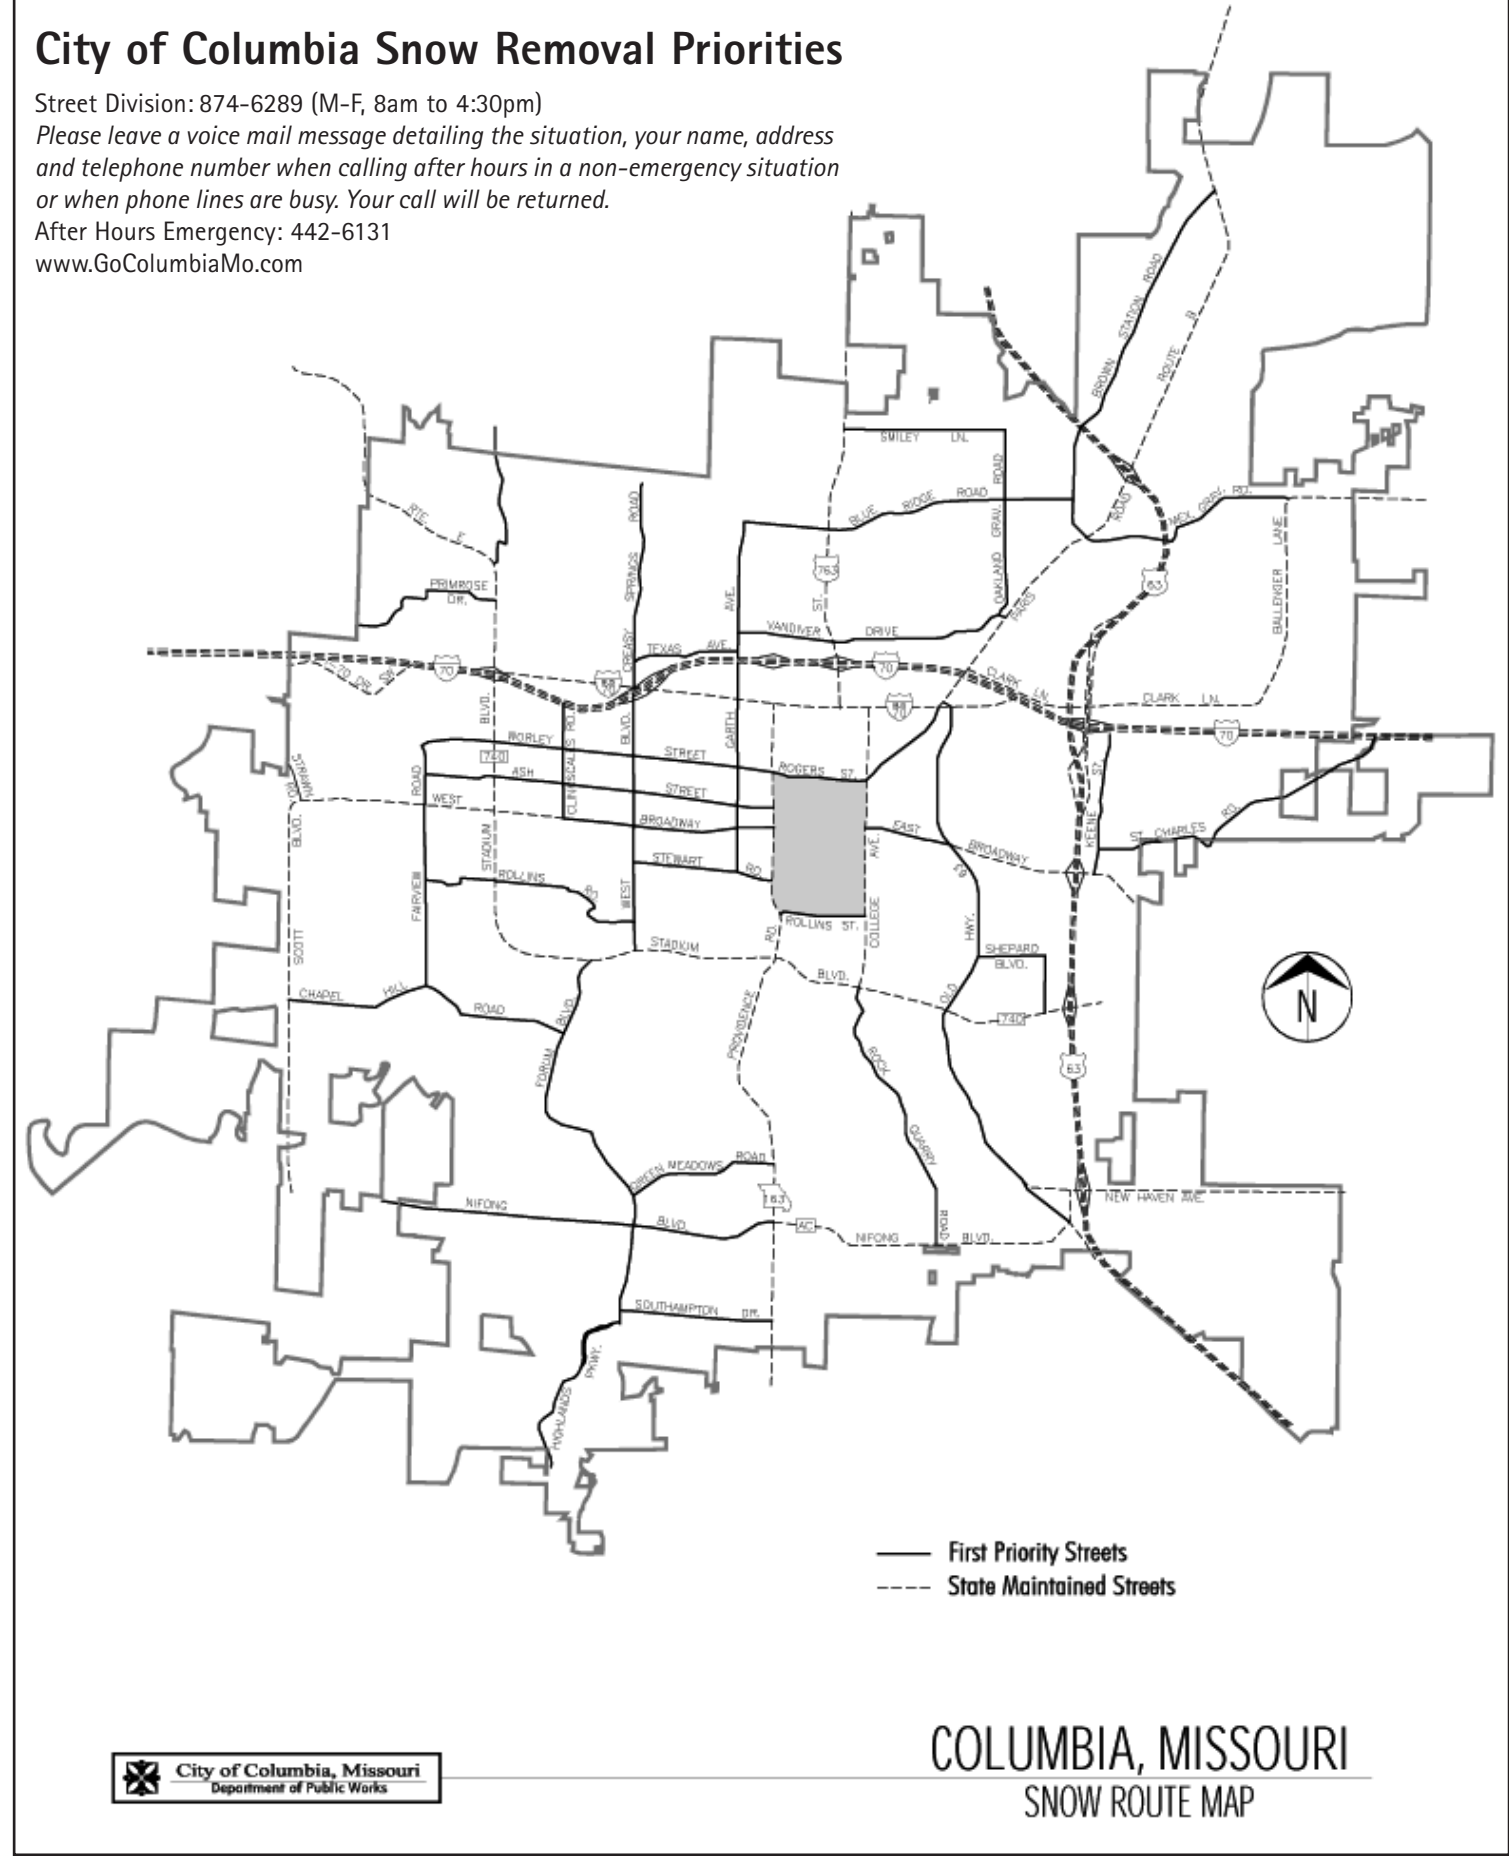 City of Columbia Snow Removal Priorities
Street Division: 874-6289 (M-F, 8am to 4:30pm)
Please leave a voice mail message detailing the situation, your name, address
and telephone number when calling after hours in a non-emergency situation
or when phone lines are busy. Your call will be returned.
After Hours Emergency: 442-6131
www.GoColumbiaMo.com
BROWN STATION ROAD
ROUTE B
SMILEY LN.
BLUE RIDGE ROAD
OAKLAND GRAV. ROAD
MEX. GRAV. RD.
PARIS ROAD
BALLENGER LANE
RTE. E
PRIMROSE
DR.
CREASY SPRINGS ROAD
GARTH AVE.
763
ST.
63
VANDIVER DRIVE
TEXAS AVE.
I-70 DR. SW
70
70
CLARK LN.
CLARK LN.
70
70
70
STADIUM BLVD.
740
CLINKSCALES RD.
WEST BLVD.
WORLEY STREET
ASH STREET
WEST BROADWAY
ROGERS ST.
STRAWN RD.
SCOTT BLVD.
FAIRVIEW ROAD
STEWART RD.
ROLLINS RD.
ROLLINS ST.
COLLEGE AVE.
EAST BROADWAY
OLD HWY. 63
KEENE ST.
ST. CHARLES RD.
SHEPARD
BLVD.
STADIUM BLVD.
740
N
CHAPEL HILL ROAD
FORUM BLVD.
PROVIDENCE RD.
ROCK QUARRY ROAD
63
GREEN MEADOWS ROAD
163
NIFONG BLVD.
AC
NIFONG BLVD.
NEW HAVEN AVE.
SOUTHAMPTON DR.
HIGHLANDS PKWY.
First Priority Streets
State Maintained Streets
COLUMBIA, MISSOURI
SNOW ROUTE MAP
City of Columbia, Missouri
Department of Public Works